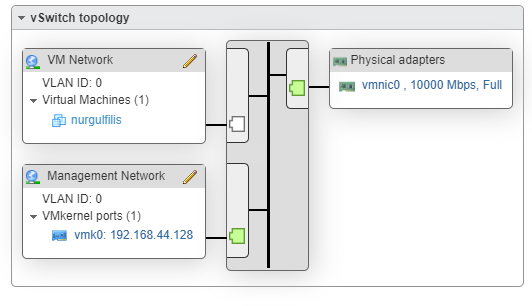 vSwitch topology
VM Network
VLAN ID: 0
Virtual Machines (1)
nurgulfilis
Management Network
VLAN ID: 0
VMkernel ports (1)
vmk0: 192.168.44.128
Physical adapters
vmnic0 , 10000 Mbps, Full